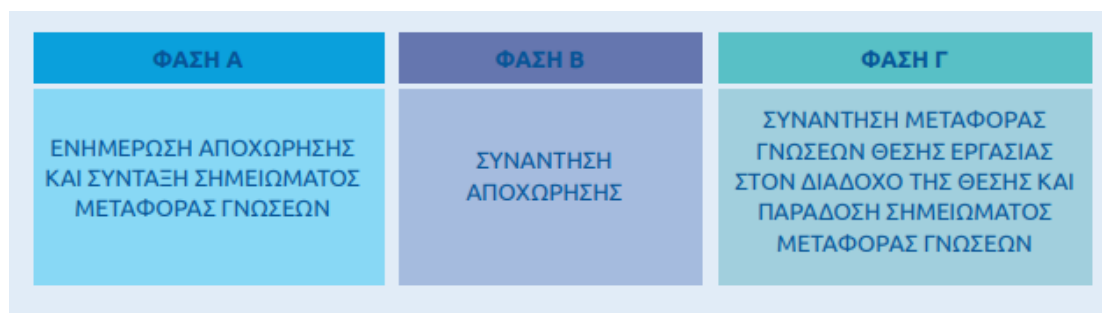 ΦΑΣΗ Α
ΕΝΗΜΕΡΩΣΗ ΑΠΟΧΩΡΗΣΗΣ
ΚΑΙ ΣΥΝΤΑΞΗ ΣΗΜΕΙΩΜΑΤΟΣ
ΜΕΤΑΦΟΡΑΣ ΓΝΩΣΕΩΝ
ΦΑΣΗ Β
ΣΥΝΑΝΤΗΣΗ
ΑΠΟΧΩΡΗΣΗΣ
ΦΑΣΗ Γ
ΣΥΝΑΝΤΗΣΗ ΜΕΤΑΦΟΡΑΣ
ΓΝΩΣΕΩΝ ΘΕΣΗΣ ΕΡΓΑΣΙΑΣ
ΣΤΟΝ ΔΙΑΔΟΧΟ ΤΗΣ ΘΕΣΗΣ ΚΑΙ
ΠΑΡΑΔΟΣΗ ΣΗΜΕΙΩΜΑΤΟΣ
ΜΕΤΑΦΟΡΑΣ ΓΝΩΣΕΩΝ